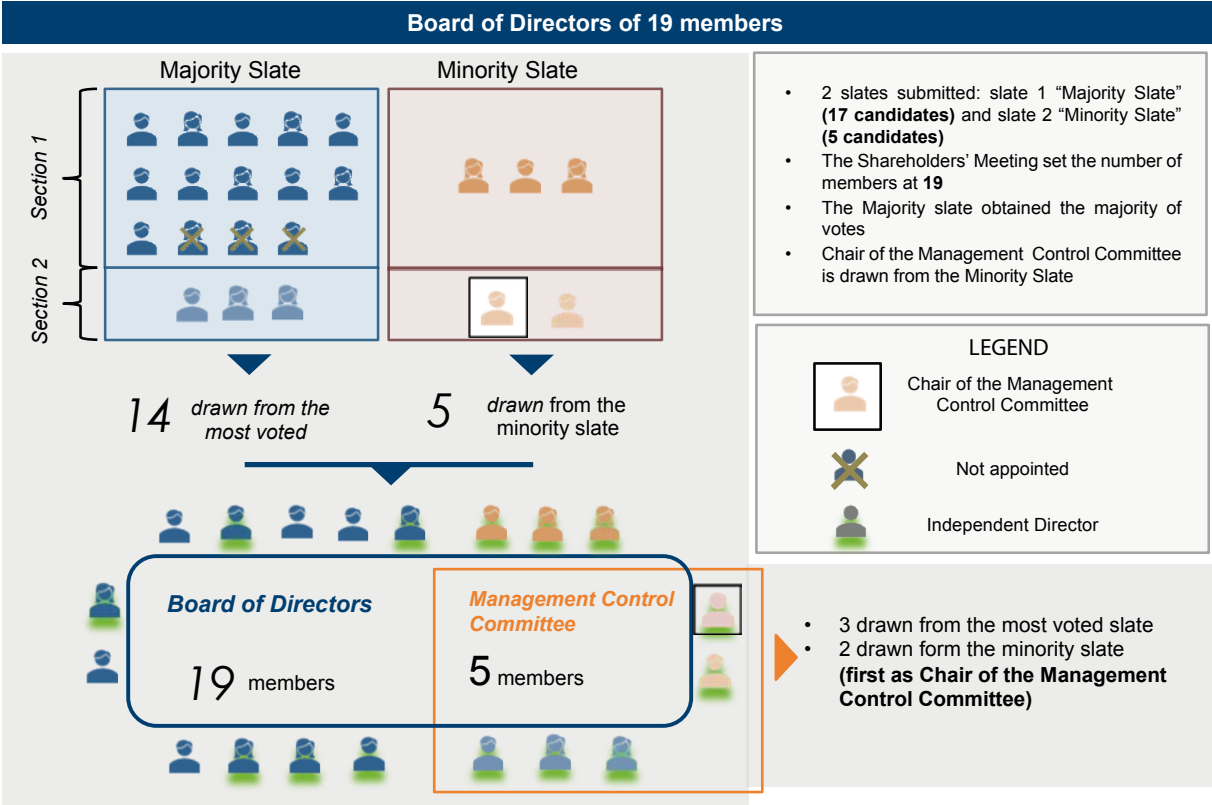 Board of Directors of 19 members
Majority Slate
Minority Slate
Section 1
Section 2
14
drawn from the
most voted
5
drawn from the
minority slate
• 2 slates submitted: slate 1 “Majority Slate”
(17 candidates) and slate 2 “Minority Slate”
(5 candidates)
• The Shareholders’ Meeting set the number of
members at 19
• The Majority slate obtained the majority of
votes
• Chair of the Management Control Committee
is drawn from the Minority Slate
LEGEND
Chair of the Management
Control Committee
Not appointed
Independent Director
Board of Directors
19 members
Management Control
Committee
5 members
• 3 drawn from the most voted slate
• 2 drawn form the minority slate
(first as Chair of the Management
Control Committee)